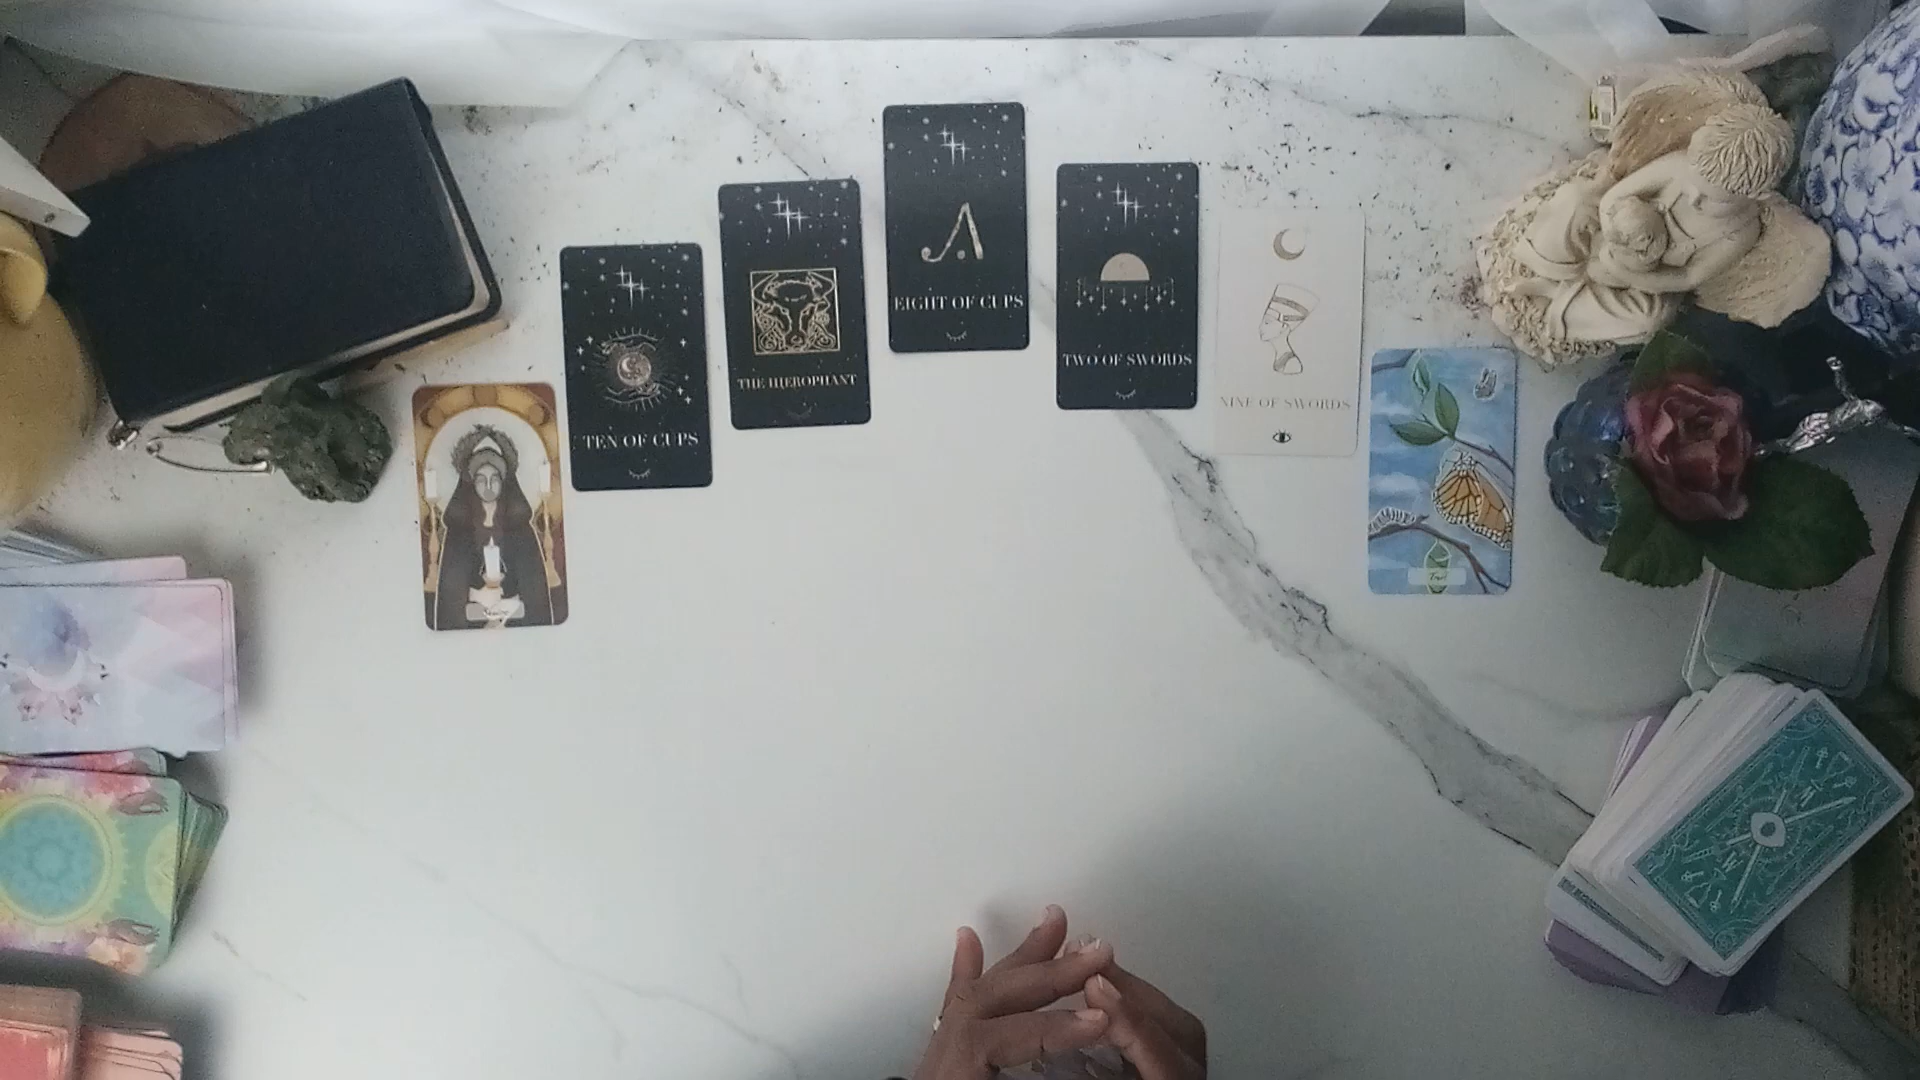 TEN OF CUPS
THE HIEROPHANT
EIGHT OF CUPS
TWO OF SWORDS
NINE OF SWORDS